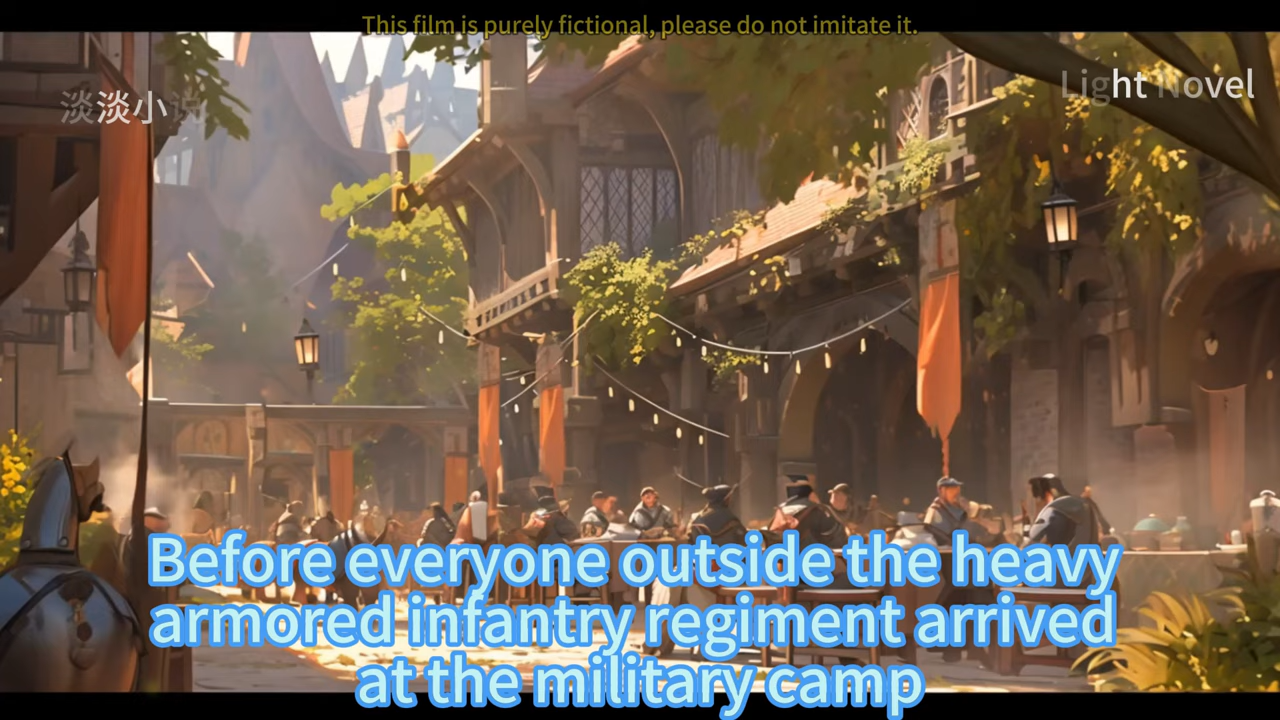 This film is purely fictional, please do not imitate it.
淡淡小说
Light Novel
Before everyone outside the heavy
armored infantry regiment arrived
at the military camp